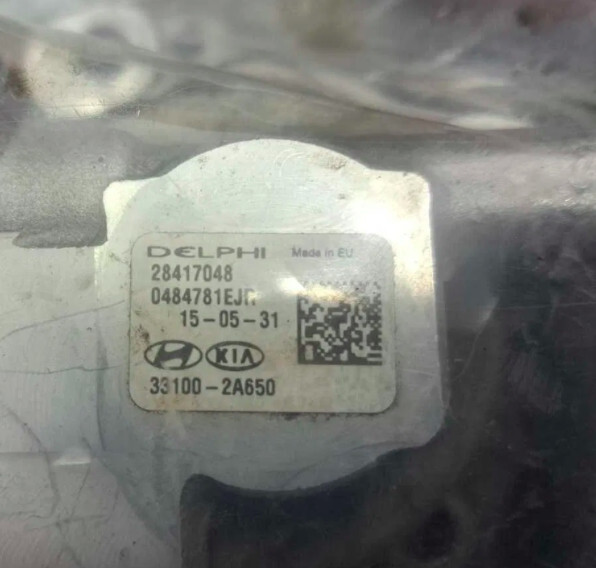 DELPHI Made in EU
28417048
0484781EJR
15-05-31
H KIA
33100-2A650